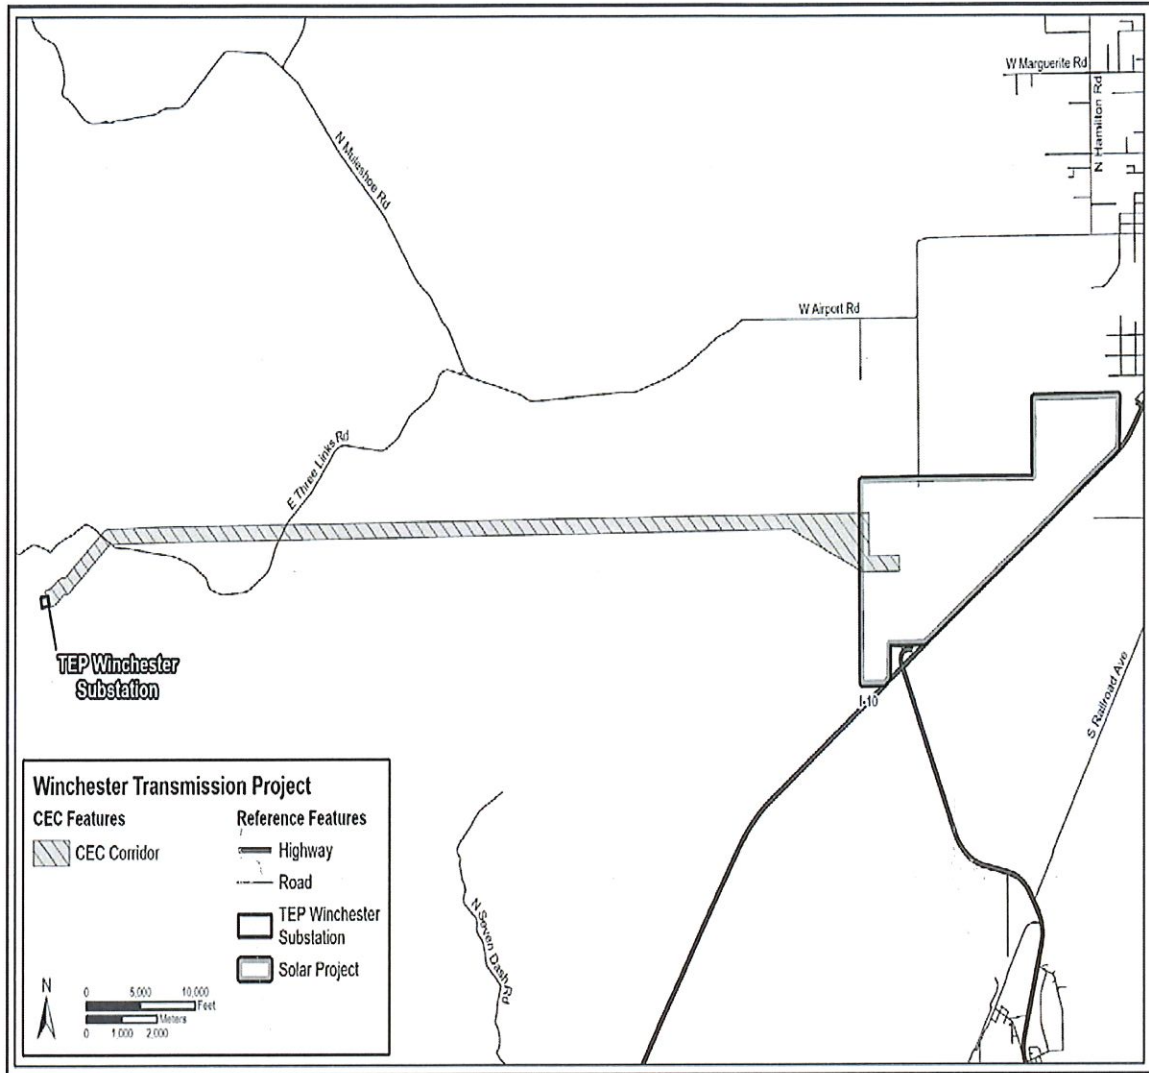 W Marguerite Rd
N Hamilton Rd
N Muleshoe Rd
W Airport Rd
E Three Links Rd
TEP Winchester
Substation
I-10
S Railroad Ave
N Seven Dash Rd
Winchester Transmission Project
CEC Features
CEC Corridor
Reference Features
Highway
Road
TEP Winchester
Substation
Solar Project
N
0 5,000 10,000
Feet
Meters
0 1,000 2,000